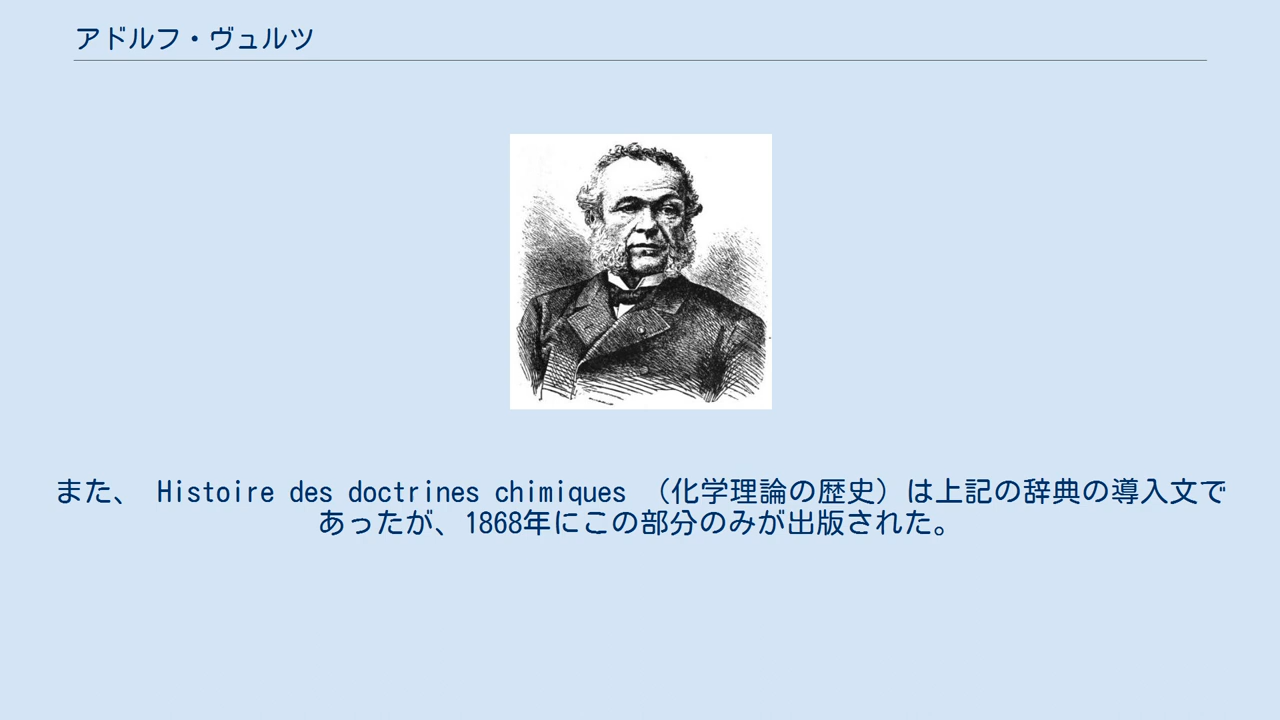 アドルフ・ヴュルツ
また、 Histoire des doctrines chimiques （化学理論の歴史）は上記の辞典の導入文で
あったが、1868年にこの部分のみが出版された。